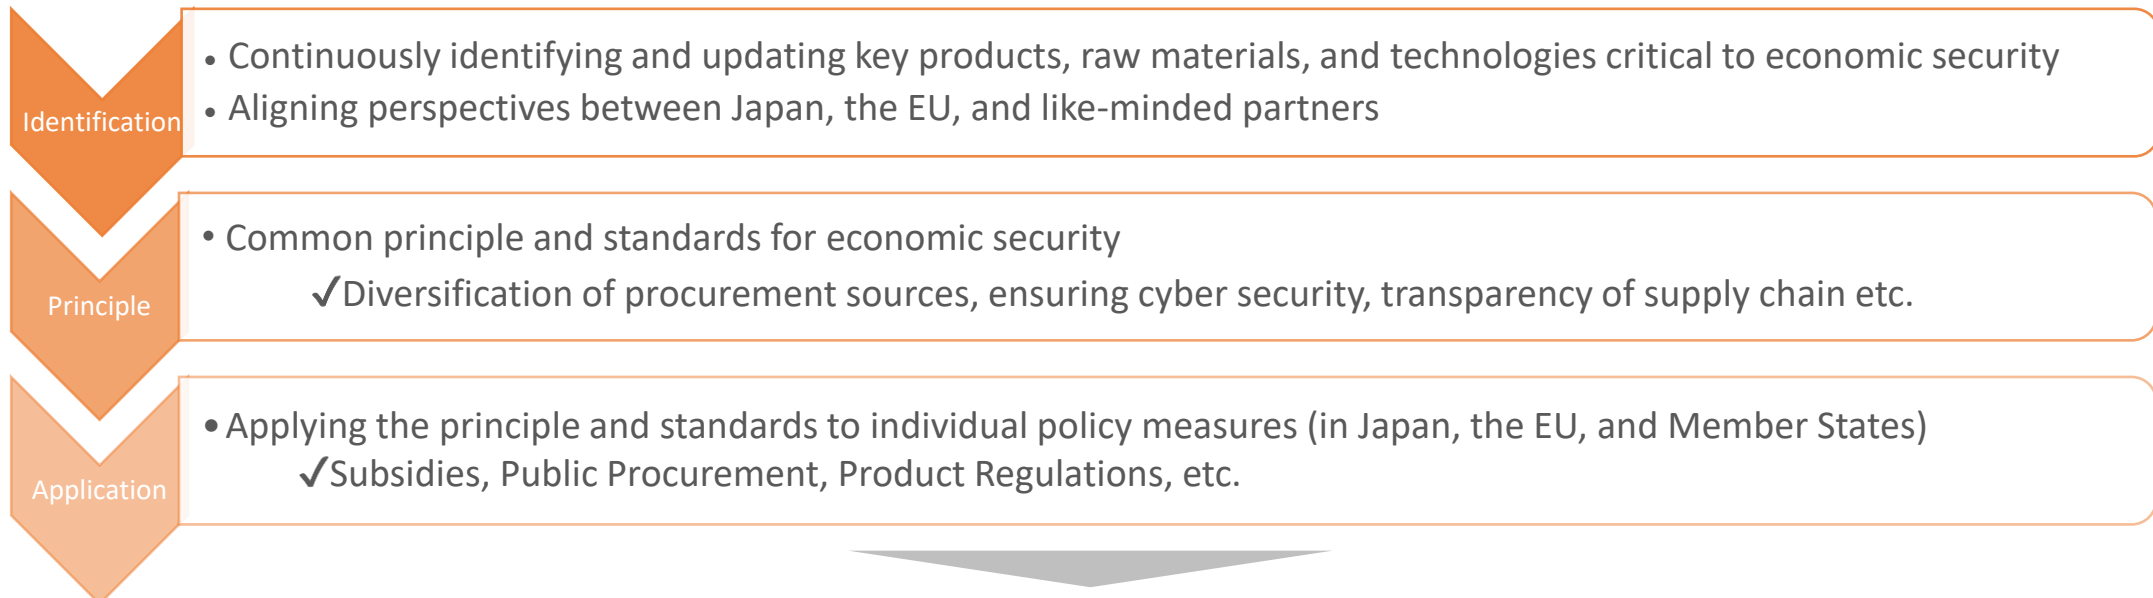 Identification
• Continuously identifying and updating key products, raw materials, and technologies critical to economic security
• Aligning perspectives between Japan, the EU, and like-minded partners
Principle
• Common principle and standards for economic security
✓Diversification of procurement sources, ensuring cyber security, transparency of supply chain etc.
Application
• Applying the principle and standards to individual policy measures (in Japan, the EU, and Member States)
✓Subsidies, Public Procurement, Product Regulations, etc.